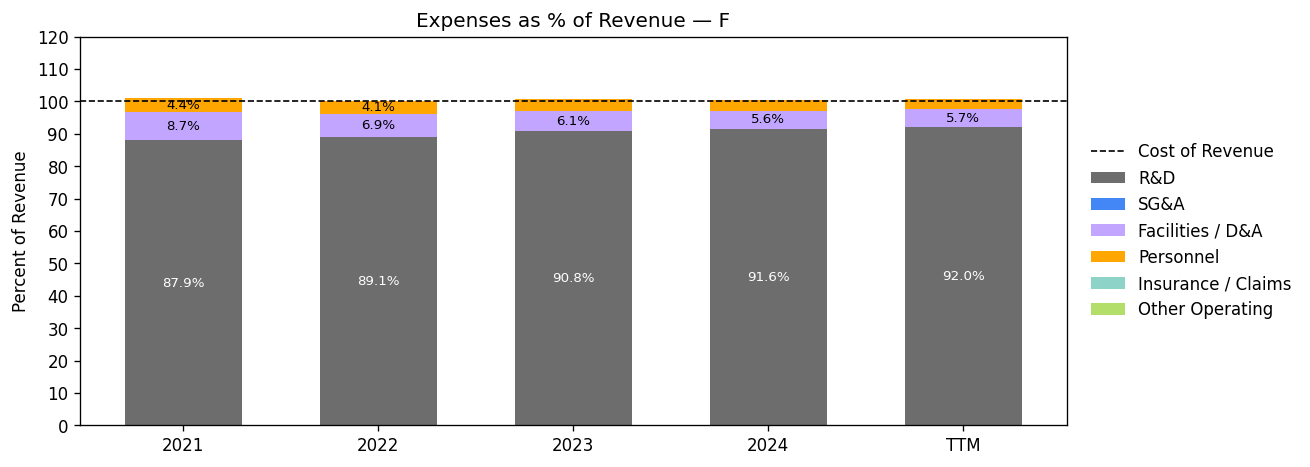 Expenses as % of Revenue — F
Percent of Revenue
120
110
100
90
80
70
60
50
40
30
20
10
0
4.4%
8.7%
87.9%
4.1%
6.9%
89.1%
6.1%
90.8%
5.6%
91.6%
5.7%
92.0%
2021
2022
2023
2024
TTM
Cost of Revenue
R&D
SG&A
Facilities / D&A
Personnel
Insurance / Claims
Other Operating